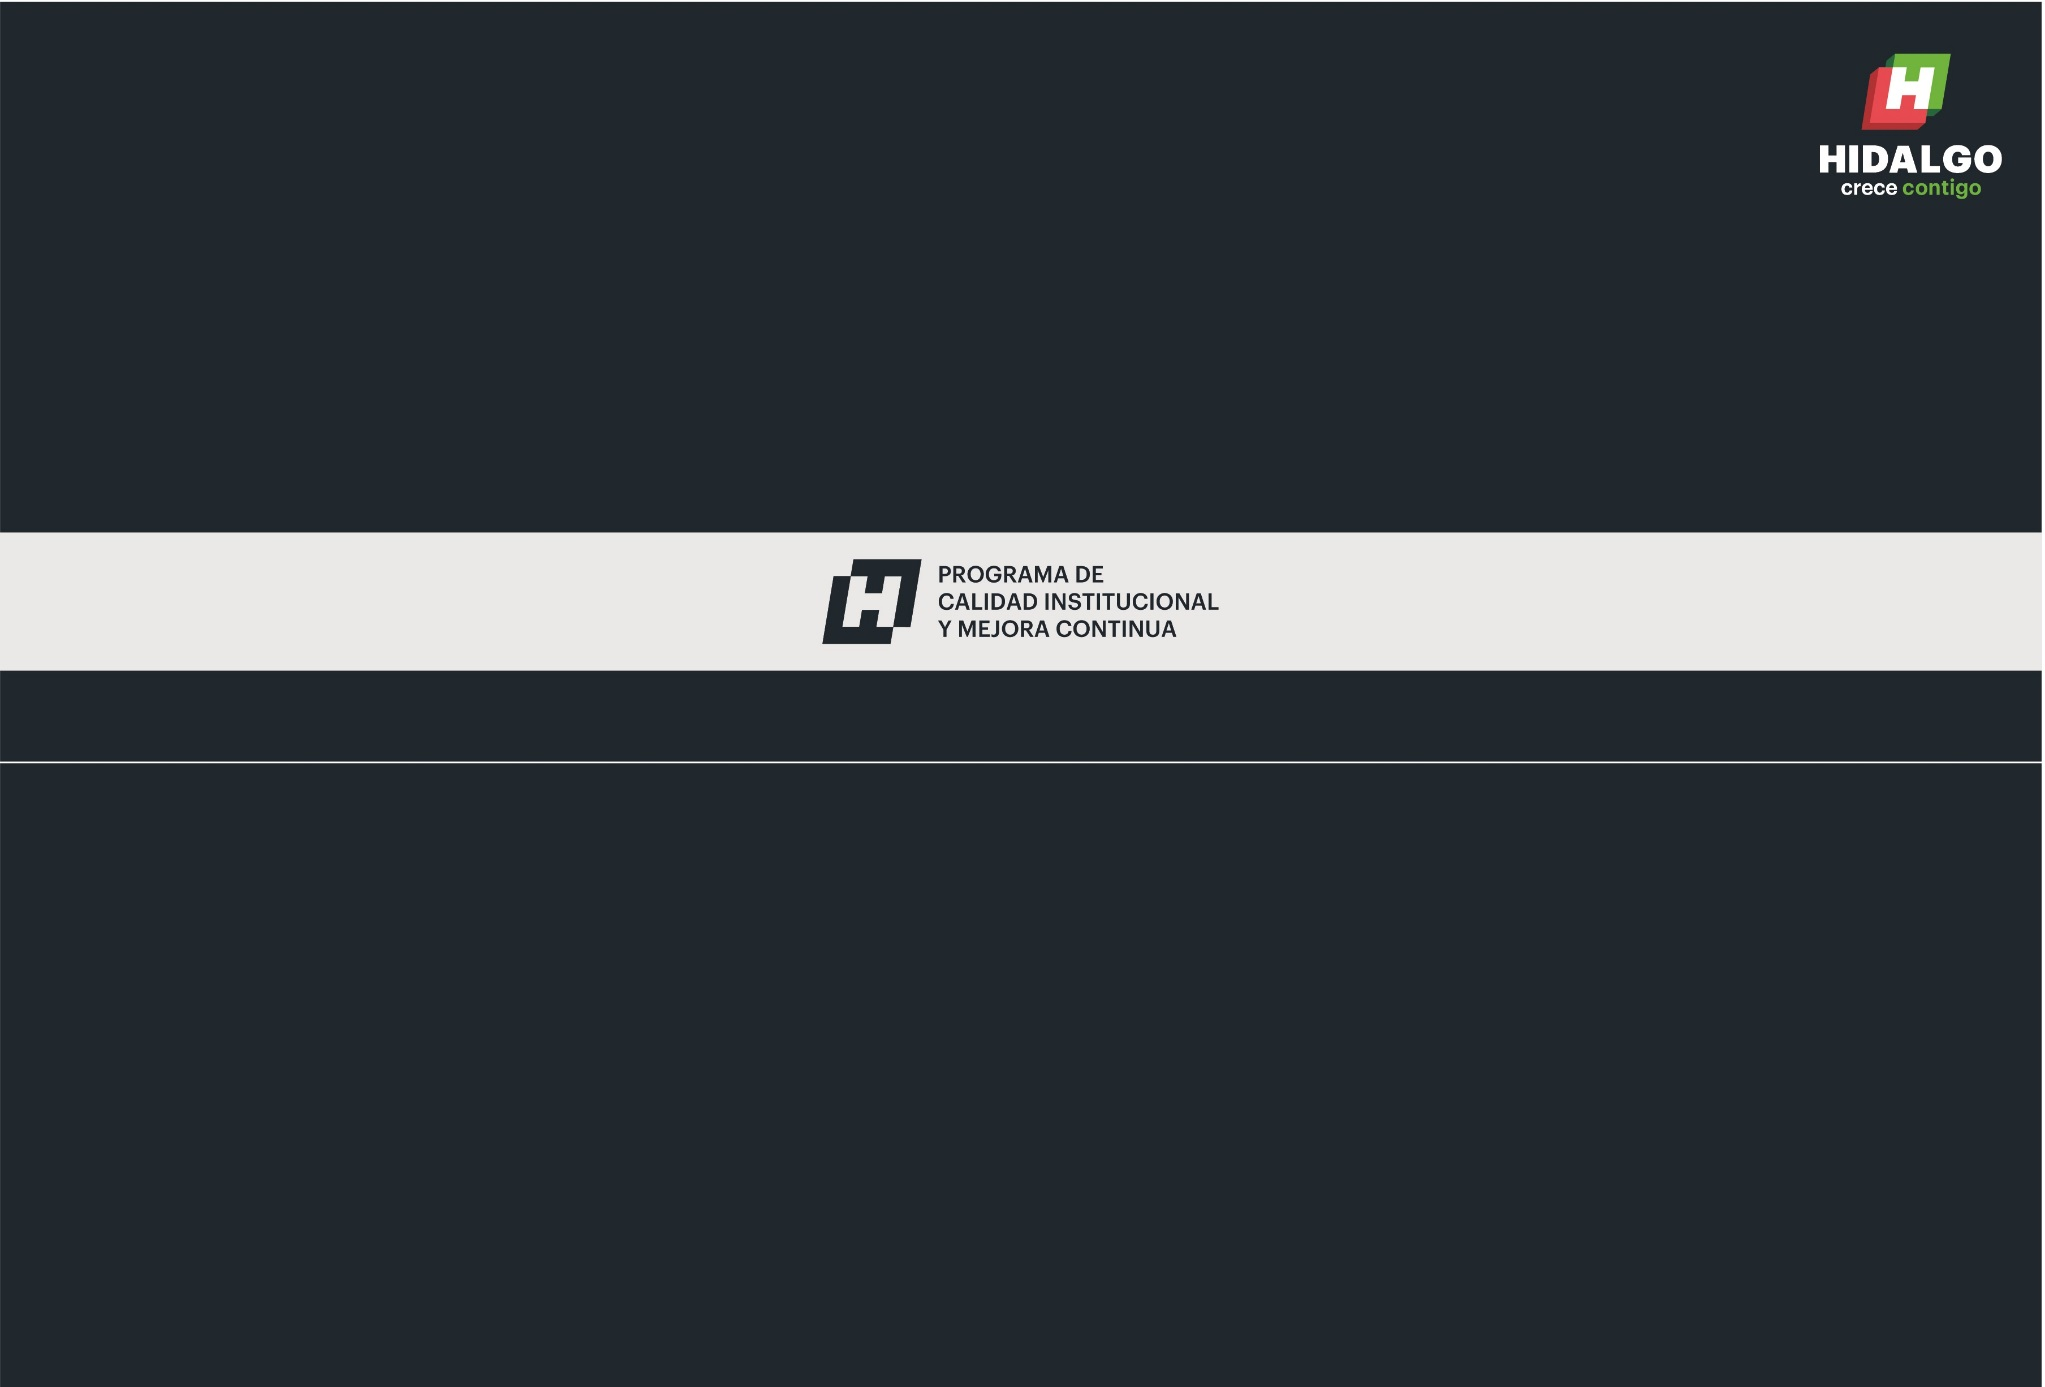 H
HIDALGO
crece contigo
H
PROGRAMA DE
CALIDAD INSTITUCIONAL
Y MEJORA CONTINUA